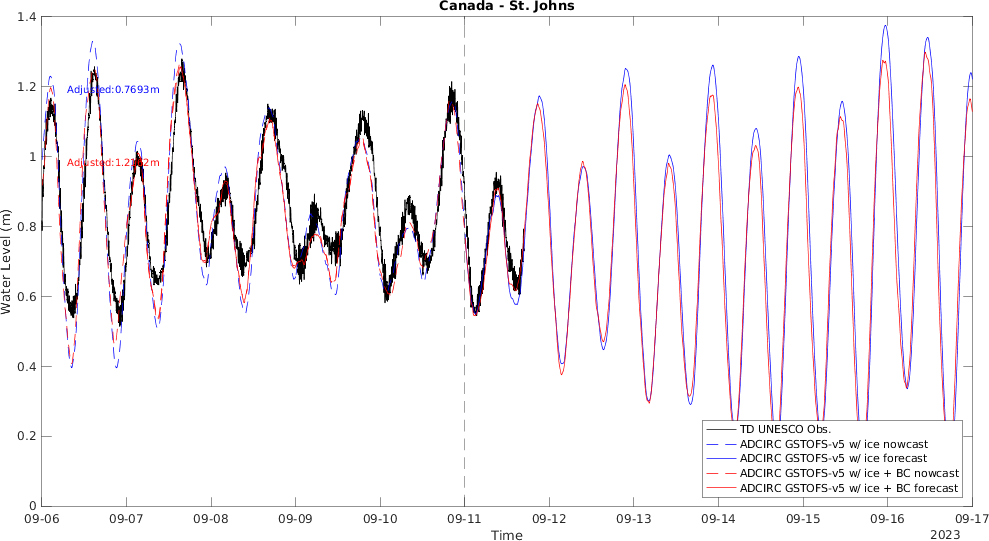 Canada - St. Johns
1.4
1.2
1
0.8
0.6
0.4
0.2
0
Water Level (m)
Adjusted:0.7693m
TD UNESCO Obs.
ADCIRC GSTOFS-v5 w/ ice nowcast
ADCIRC GSTOFS-v5 w/ ice forecast
ADCIRC GSTOFS-v5 w/ ice + BC nowcast
ADCIRC GSTOFS-v5 w/ ice + BC forecast
09-06 09-07 09-08 09-09 09-10 09-11 09-12 09-13 09-14 09-15 09-16 09-17
Time
2023